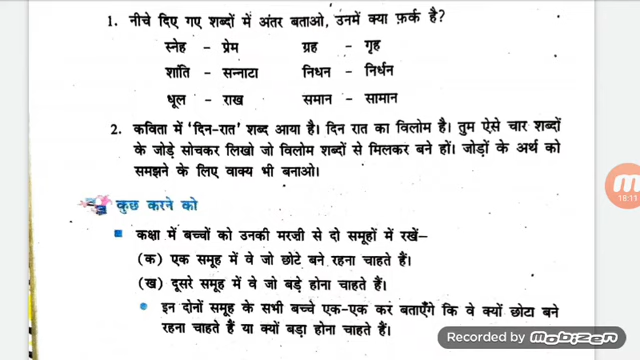 1. नीचे दिए गए शब्दों में अंतर बताओ, उनमें क्या फ़र्क है?
स्नेह - प्रेम ग्रह - गृह
शांति - सन्नाटा निधन - निर्धन
धूल - राख समान - सामान
2. कविता में 'दिन-रात' शब्द आया है। दिन रात का विलोम है। तुम ऐसे चार शब्दों
के जोड़े सोचकर लिखो जो विलोम शब्दों से मिलकर बने हों। जोड़ों के अर्थ को
समझने के लिए वाक्य भी बनाओ।
कुछ करने को
कक्षा में बच्चों को उनकी मरजी से दो समूहों में रखें-
(क) एक समूह में वे जो छोटे बने रहना चाहते हैं।
(ख) दूसरे समूह में वे जो बड़े होना चाहते हैं।
इन दोनों समूह के सभी बच्चे एक-एक कर बताएँगे कि वे क्यों छोटा बने
रहना चाहते हैं या क्यों बड़ा होना चाहते हैं।
18:11
Recorded by mobizen